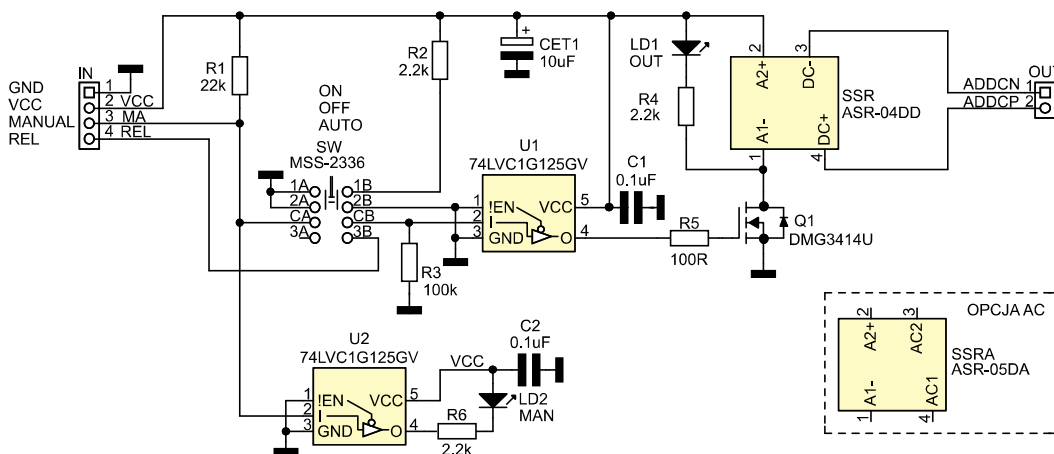 IN
GND 1
VCC 2 VCC
MANUAL 3 MA
REL 4 REL
R1
22k
ON
OFF
AUTO
SW
MSS-2336
1A 1B
2A 2B
CA CB
3A 3B
R2
2.2k
R3
100k
+
CET1
10uF
U1
74LVC1G125GV
1 !EN VCC 5
2 I
3 GND O 4
C1
0.1uF
LD1
OUT
R4
2.2k
R5
100R
Q1
DMG3414U
2 3
A2+ DC-
SSR
ASR-04DD
A1- DC+
1 4
OUT
ADDCN 1
ADDCP 2
U2
74LVC1G125GV
1 !EN VCC 5
2 I
3 GND O 4
VCC
C2
0.1uF
LD2
MAN
R6
2.2k
OPCJA AC
2 3
A2+ AC2
SSRA
ASR-05DA
A1- AC1
1 4